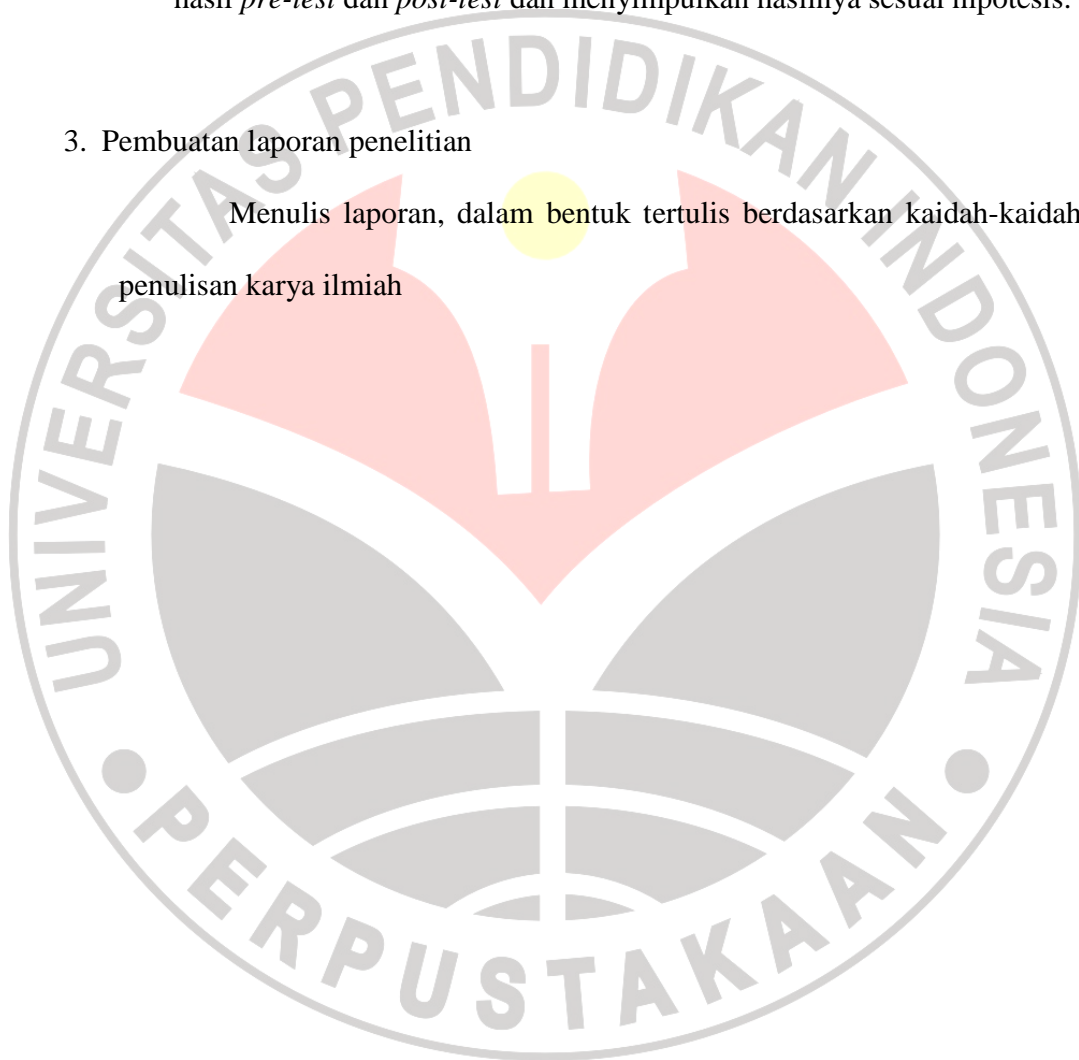 hasil pre-test dan post-test dan menyimpulkan hasilnya sesuai hipotesis.
3. Pembuatan laporan penelitian
Menulis laporan, dalam bentuk tertulis berdasarkan kaidah-kaidah
penulisan karya ilmiah
UNIVERSITAS PENDIDIKAN INDONESIA
PERPUSTAKAAN